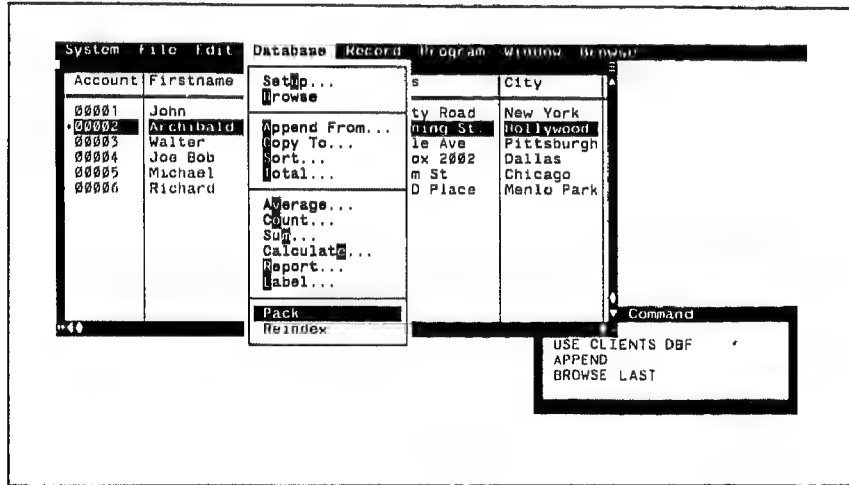 System File Edit Database Record Program Window Browse
Account Firstname s City
00001 John ty Road New York
00002 Archibald ning St. Hollywood
00003 Walter le Ave Pittsburgh
00004 Joe Bob ox 2002 Dallas
00005 Michael m St Chicago
00006 Richard D Place Menlo Park
Setup...
Browse
Append From...
Copy To...
Sort...
Total...
Average...
Count...
Sum...
Calculate...
Report...
Label...
Pack
Reindex
Command
USE CLIENTS DBF
APPEND
BROWSE LAST